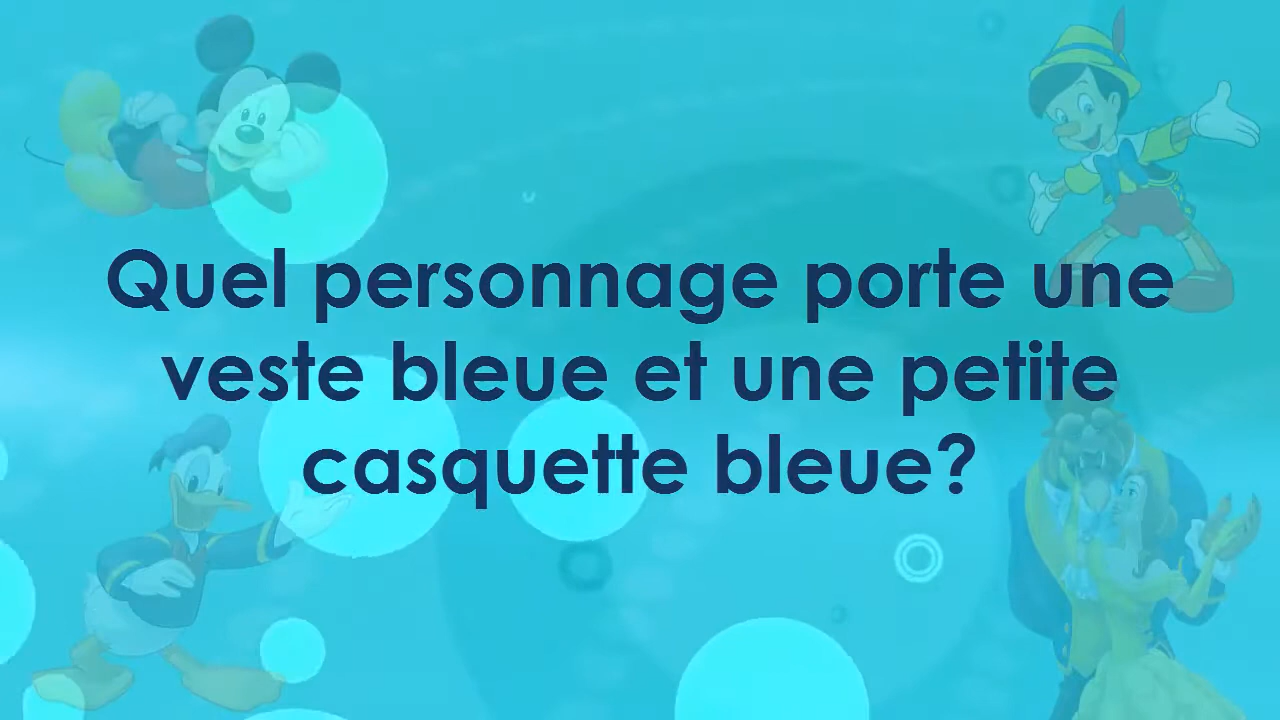 Quel personnage porte une
veste bleue et une petite
casquette bleue?